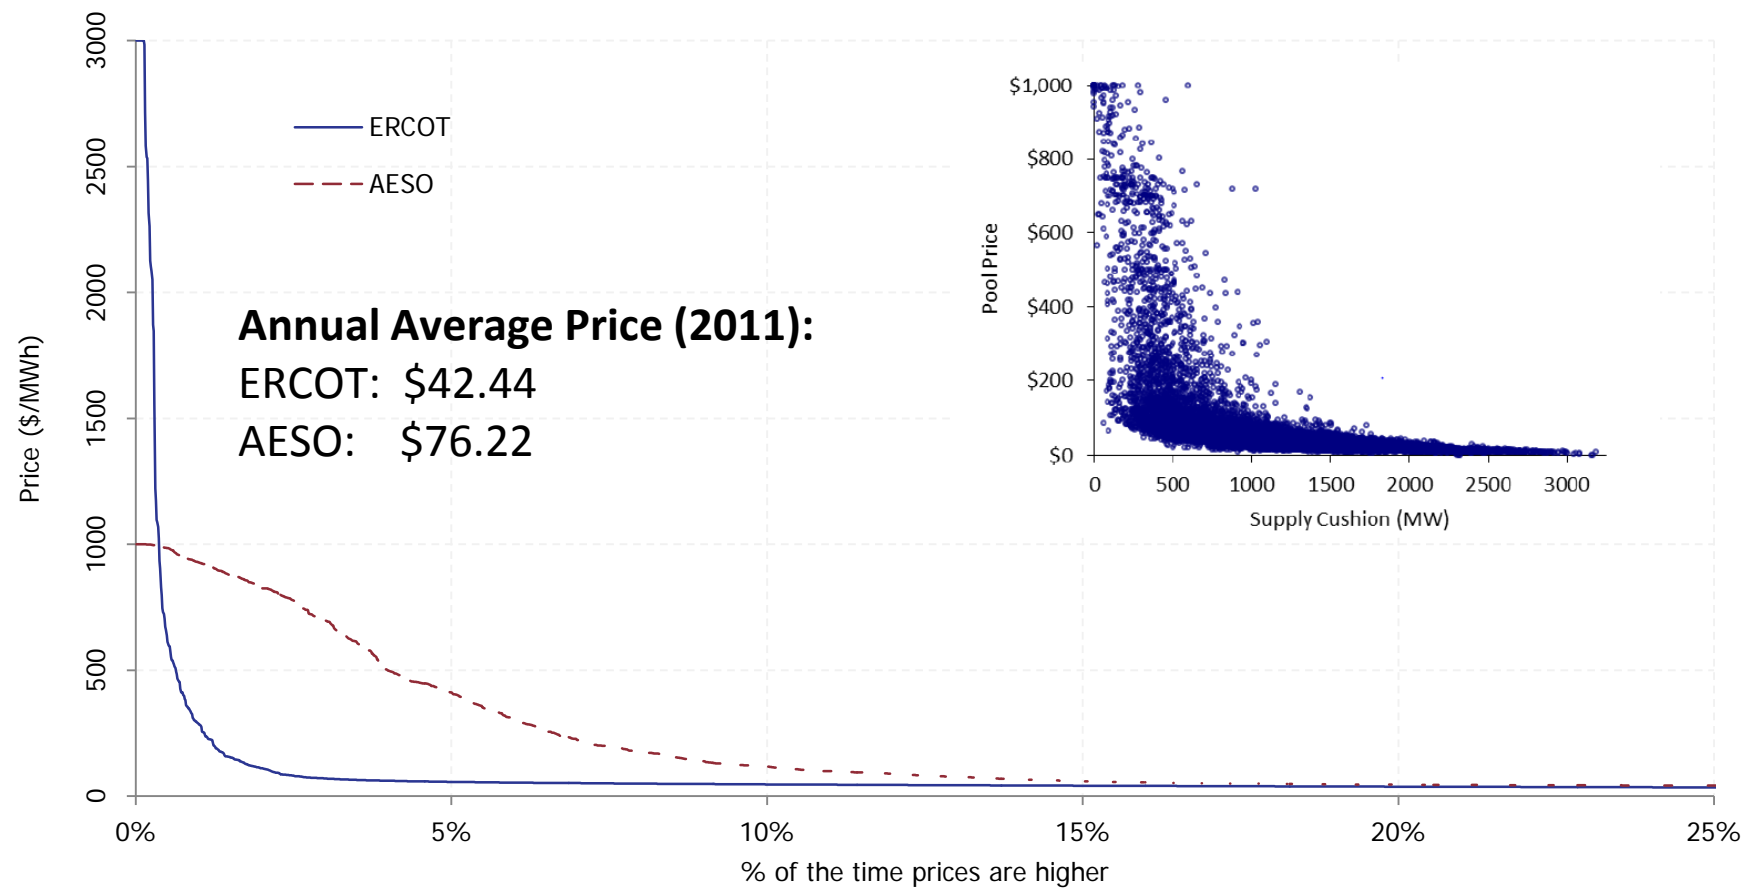 3000
2500
2000
1500
1000
500
0
Price ($/MWh)
ERCOT
AESO
Annual Average Price (2011):
ERCOT: $42.44
AESO: $76.22
$1,000
$800
$600
$400
$200
$0
Pool Price
0 500 1000 1500 2000 2500 3000
Supply Cushion (MW)
0% 5% 10% 15% 20% 25%
% of the time prices are higher